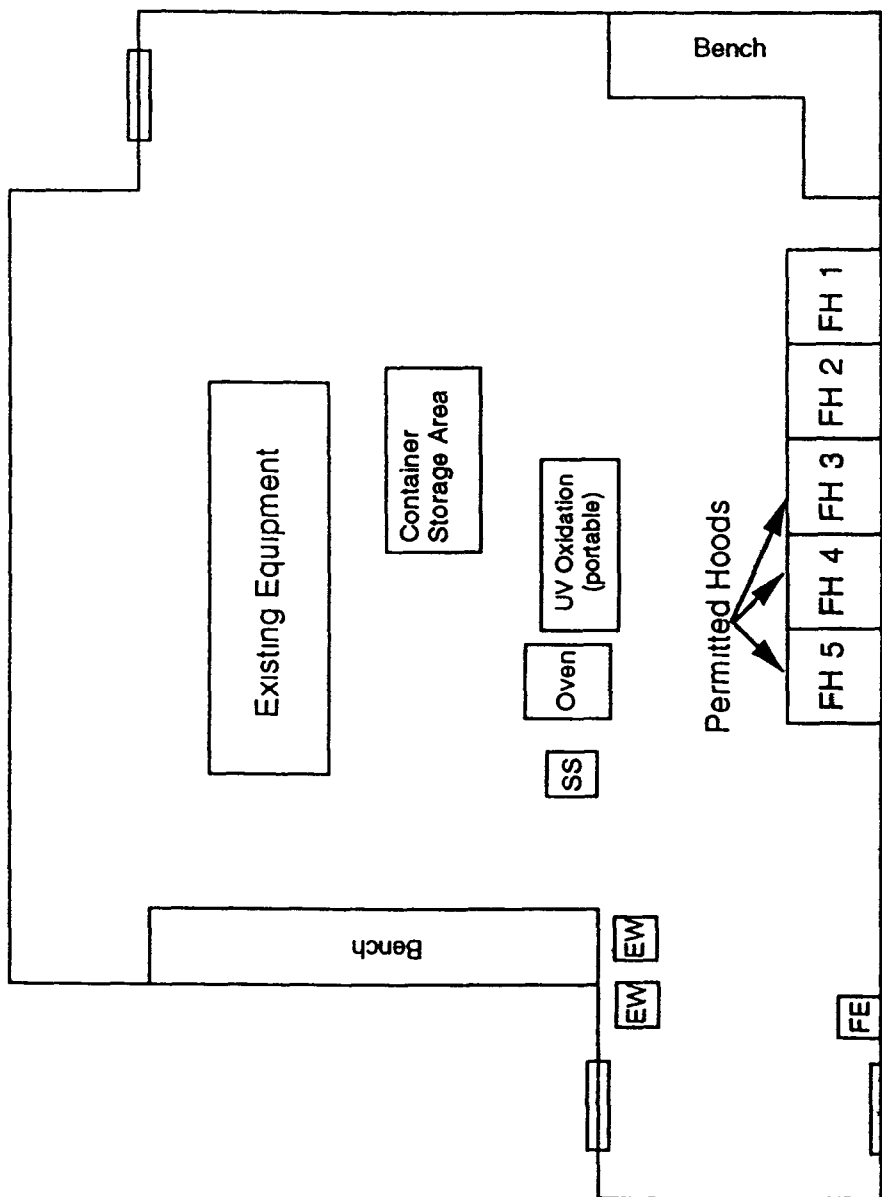 Bench
Existing Equipment
Container
Storage Area
UV Oxidation
(portable)
Oven
SS
Permitted Hoods
FH 1
FH 2
FH 3
FH 4
FH 5
Bench
EW
EW
FE